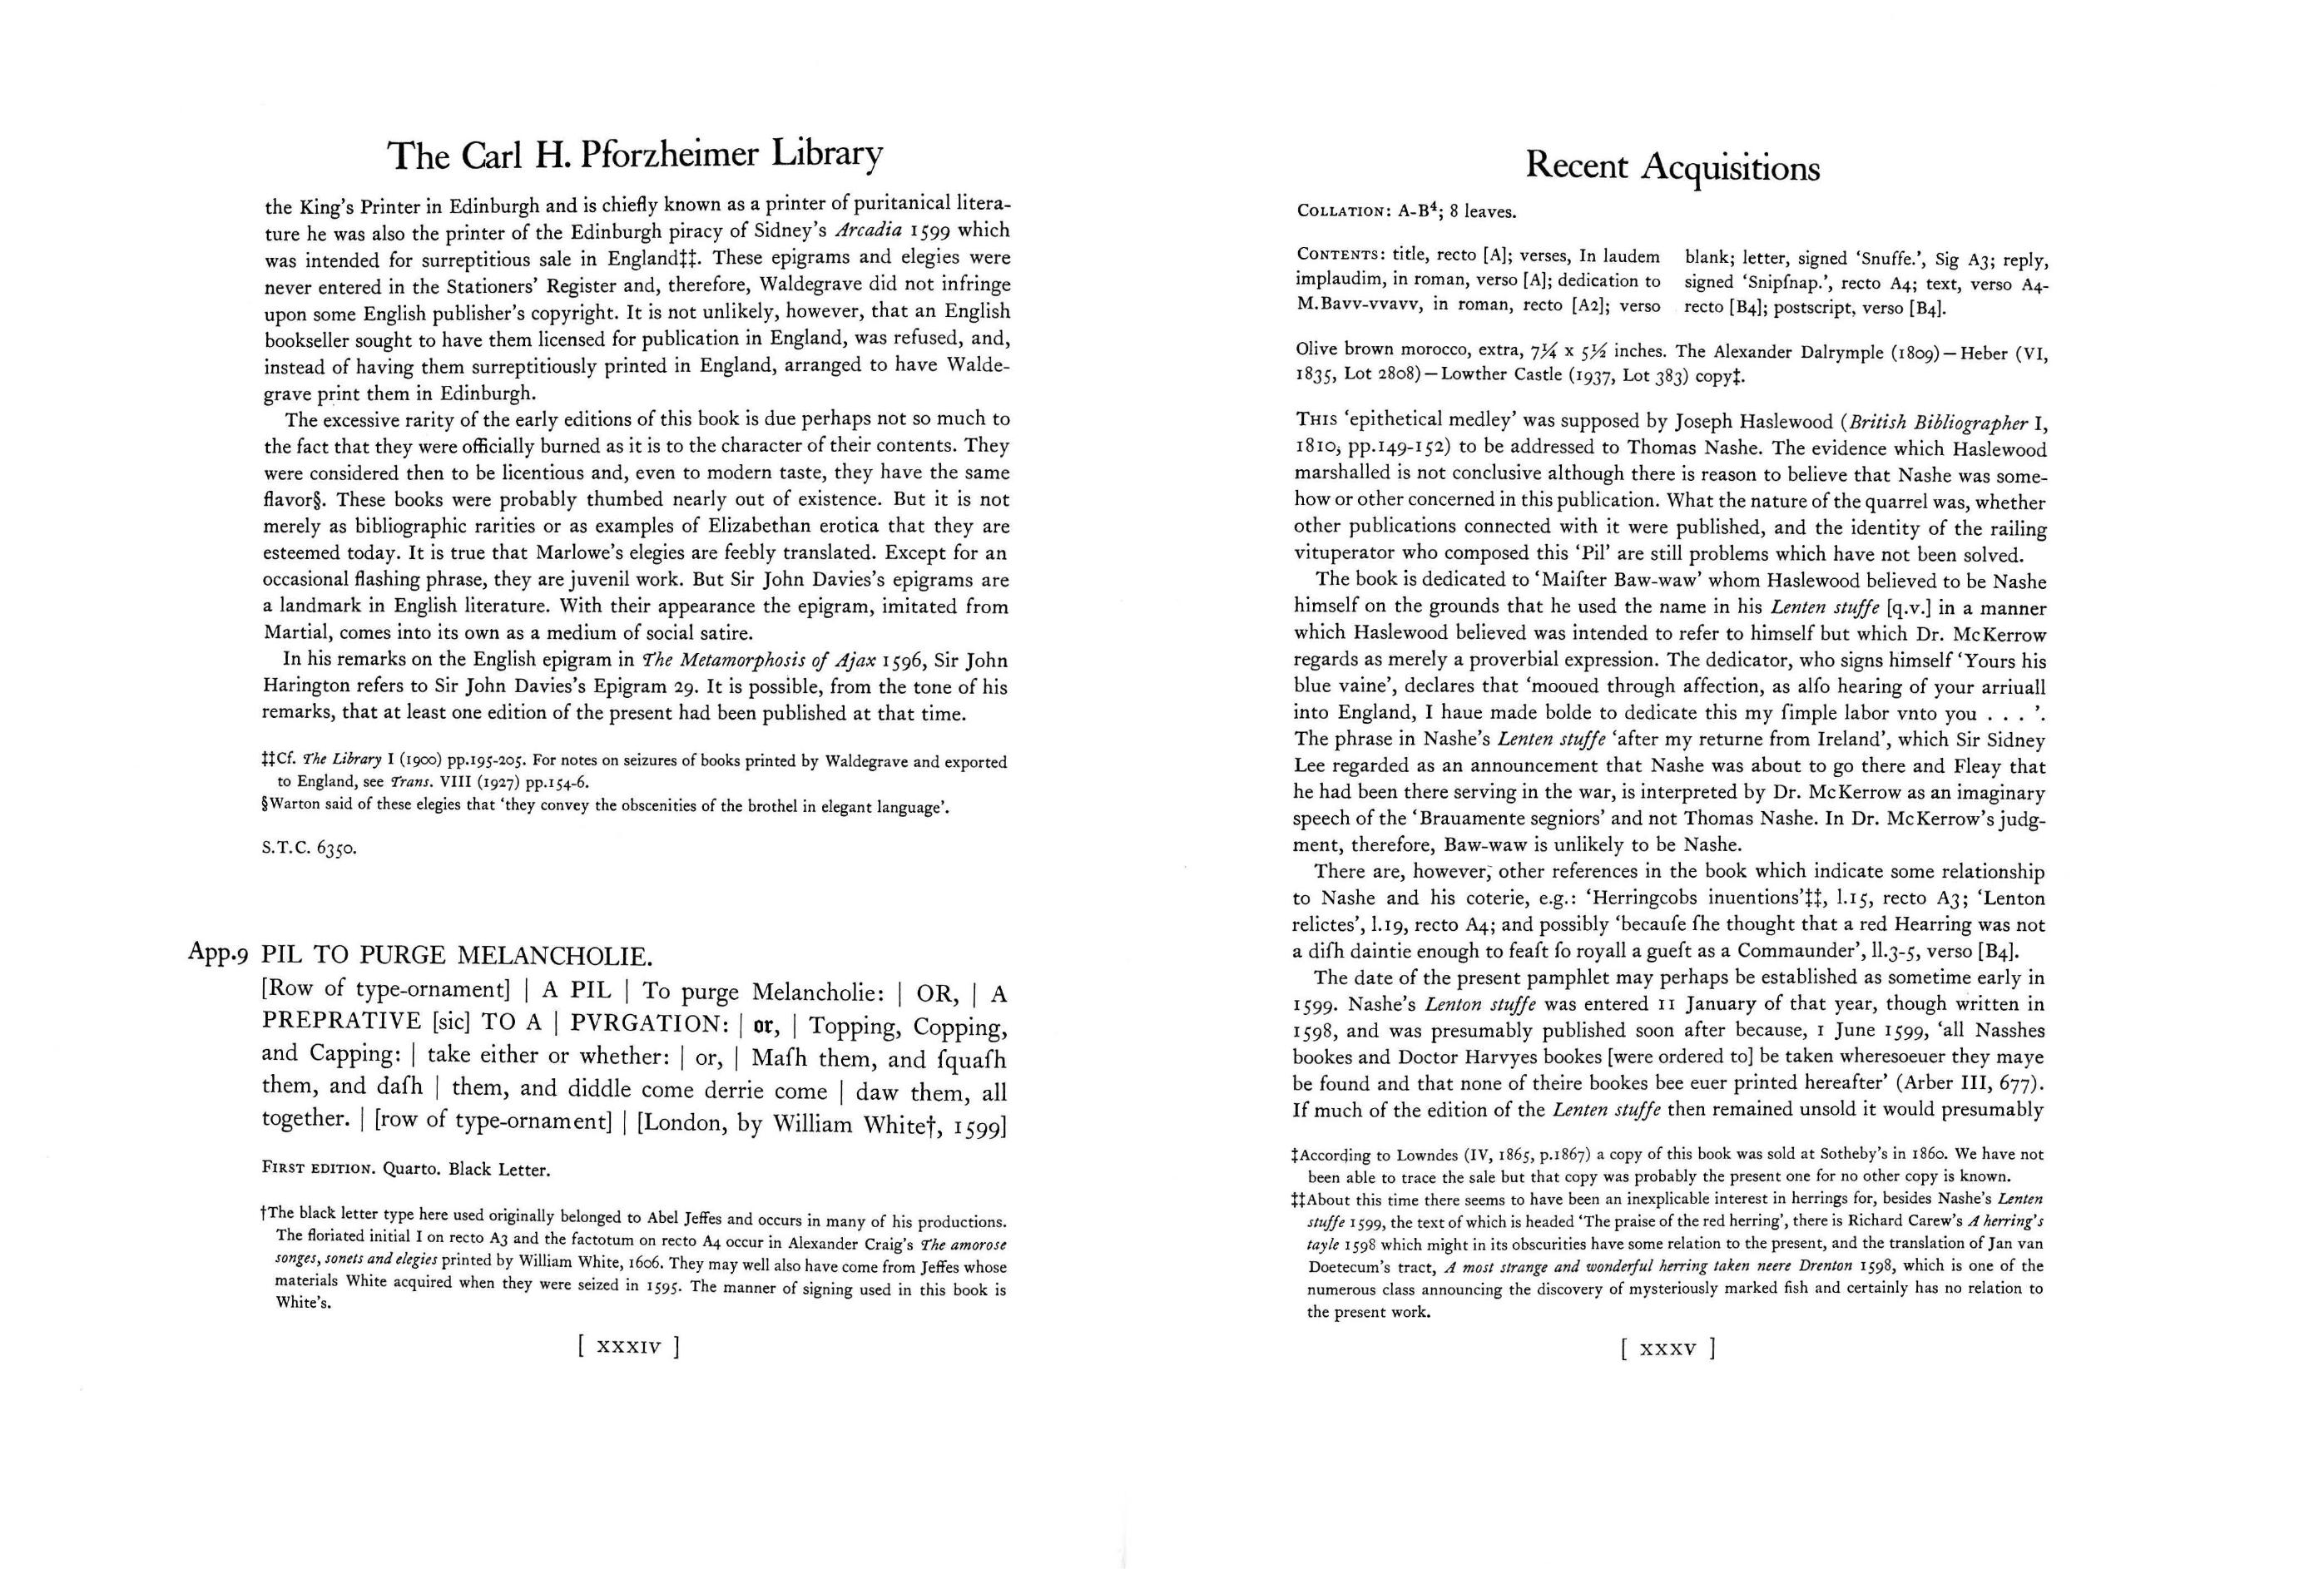 The Carl H. Pforzheimer Library
the King's Printer in Edinburgh and is chiefly known as a printer of puritanical litera-
ture he was also the printer of the Edinburgh piracy of Sidney's Arcadia 1599 which
was intended for surreptitious sale in England‡‡. These epigrams and elegies were
never entered in the Stationers' Register and, therefore, Waldegrave did not infringe
upon some English publisher's copyright. It is not unlikely, however, that an English
bookseller sought to have them licensed for publication in England, was refused, and,
instead of having them surreptitiously printed in England, arranged to have Walde-
grave print them in Edinburgh.
The excessive rarity of the early editions of this book is due perhaps not so much to
the fact that they were officially burned as it is to the character of their contents. They
were considered then to be licentious and, even to modern taste, they have the same
flavor§. These books were probably thumbed nearly out of existence. But it is not
merely as bibliographic rarities or as examples of Elizabethan erotica that they are
esteemed today. It is true that Marlowe's elegies are feebly translated. Except for an
occasional flashing phrase, they are juvenil work. But Sir John Davies's epigrams are
a landmark in English literature. With their appearance the epigram, imitated from
Martial, comes into its own as a medium of social satire.
In his remarks on the English epigram in The Metamorphosis of Ajax 1596, Sir John
Harington refers to Sir John Davies's Epigram 29. It is possible, from the tone of his
remarks, that at least one edition of the present had been published at that time.
‡‡Cf. The Library I (1900) pp.195-205. For notes on seizures of books printed by Waldegrave and exported
to England, see Trans. VIII (1927) pp.154-6.
§Warton said of these elegies that 'they convey the obscenities of the brothel in elegant language'.
S.T.C. 6350.
App.9 PIL TO PURGE MELANCHOLIE.
[Row of type-ornament] | A PIL | To purge Melancholie: | OR, | A
PREPRATIVE [sic] TO A | PVRGATION: | or, | Topping, Copping,
and Capping: | take either or whether: | or, | Maſh them, and ſquaſh
them, and daſh | them, and diddle come derrie come | daw them, all
together. | [row of type-ornament] | [London, by William White†, 1599]
FIRST EDITION. Quarto. Black Letter.
†The black letter type here used originally belonged to Abel Jeffes and occurs in many of his productions.
The floriated initial I on recto A3 and the factotum on recto A4 occur in Alexander Craig's The amorose
songes, sonets and elegies printed by William White, 1606. They may well also have come from Jeffes whose
materials White acquired when they were seized in 1595. The manner of signing used in this book is
White's.
[ XXXIV ]
Recent Acquisitions
COLLATION: A-B⁴; 8 leaves.
CONTENTS: title, recto [A]; verses, In laudem
implaudim, in roman, verso [A]; dedication to
M.Bavv-vvavv, in roman, recto [A2]; verso
blank; letter, signed 'Snuffe.', Sig A3; reply,
signed 'Snipſnap.', recto A4; text, verso A4-
recto [B4]; postscript, verso [B4].
Olive brown morocco, extra, 7¼ x 5½ inches. The Alexander Dalrymple (1809)—Heber (VI,
1835, Lot 2808)—Lowther Castle (1937, Lot 383) copy‡.
THIS 'epithetical medley' was supposed by Joseph Haslewood (British Bibliographer I,
1810, pp.149-152) to be addressed to Thomas Nashe. The evidence which Haslewood
marshalled is not conclusive although there is reason to believe that Nashe was some-
how or other concerned in this publication. What the nature of the quarrel was, whether
other publications connected with it were published, and the identity of the railing
vituperator who composed this 'Pil' are still problems which have not been solved.
The book is dedicated to 'Maiſter Baw-waw' whom Haslewood believed to be Nashe
himself on the grounds that he used the name in his Lenten stuffe [q.v.] in a manner
which Haslewood believed was intended to refer to himself but which Dr. McKerrow
regards as merely a proverbial expression. The dedicator, who signs himself 'Yours his
blue vaine', declares that 'mooued through affection, as alſo hearing of your arriuall
into England, I haue made bolde to dedicate this my ſimple labor vnto you . . . '.
The phrase in Nashe's Lenten stuffe 'after my returne from Ireland', which Sir Sidney
Lee regarded as an announcement that Nashe was about to go there and Fleay that
he had been there serving in the war, is interpreted by Dr. McKerrow as an imaginary
speech of the 'Brauamente segniors' and not Thomas Nashe. In Dr. McKerrow's judg-
ment, therefore, Baw-waw is unlikely to be Nashe.
There are, however, other references in the book which indicate some relationship
to Nashe and his coterie, e.g.: 'Herringcobs inuentions'‡‡, l.15, recto A3; 'Lenton
relictes', l.19, recto A4; and possibly 'becauſe ſhe thought that a red Hearring was not
a diſh daintie enough to feaſt ſo royall a gueſt as a Commaunder', ll.3-5, verso [B4].
The date of the present pamphlet may perhaps be established as sometime early in
1599. Nashe's Lenton stuffe was entered 11 January of that year, though written in
1598, and was presumably published soon after because, 1 June 1599, 'all Nasshes
bookes and Doctor Harvyes bookes [were ordered to] be taken wheresoeuer they maye
be found and that none of theire bookes bee euer printed hereafter' (Arber III, 677).
If much of the edition of the Lenten stuffe then remained unsold it would presumably
‡According to Lowndes (IV, 1865, p.1867) a copy of this book was sold at Sotheby's in 1860. We have not
been able to trace the sale but that copy was probably the present one for no other copy is known.
‡‡About this time there seems to have been an inexplicable interest in herrings for, besides Nashe's Lenten
stuffe 1599, the text of which is headed 'The praise of the red herring', there is Richard Carew's A herring's
tayle 1598 which might in its obscurities have some relation to the present, and the translation of Jan van
Doetecum's tract, A most strange and wonderful herring taken neere Drenton 1598, which is one of the
numerous class announcing the discovery of mysteriously marked fish and certainly has no relation to
the present work.
[ XXXV ]